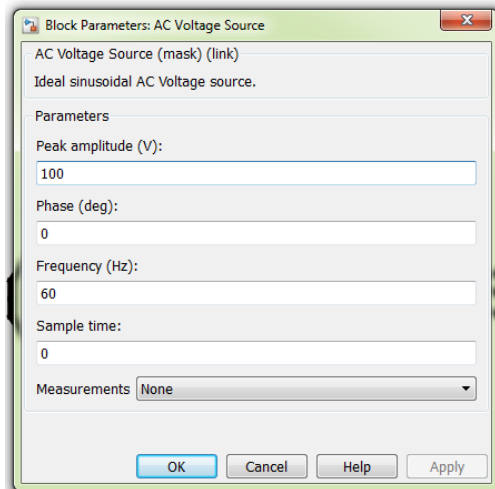 Block Parameters: AC Voltage Source
AC Voltage Source (mask) (link)
Ideal sinusoidal AC Voltage source.
Parameters
Peak amplitude (V):
100
Phase (deg):
0
Frequency (Hz):
60
Sample time:
0
Measurements None
OK Cancel Help Apply